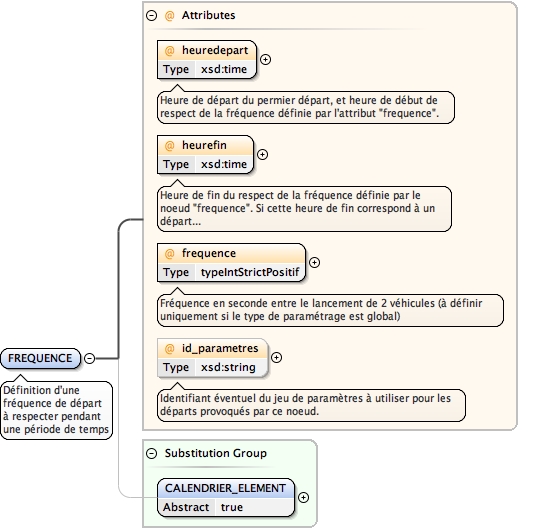 @ Attributes
@ heuredepart
Type xsd:time
Heure de départ du permier départ, et heure de début de
respect de la fréquence définie par l'attribut "frequence".
@ heurefin
Type xsd:time
Heure de fin du respect de la fréquence définie par le
noeud "frequence". Si cette heure de fin correspond à un
départ...
@ frequence
Type typeIntStrictPositif
Fréquence en seconde entre le lancement de 2 véhicules (à définir
uniquement si le type de paramétrage est global)
@ id_parametres
Type xsd:string
Identifiant éventuel du jeu de paramètres à utiliser pour les
départs provoqués par ce noeud.
FREQUENCE
Définition d'une
fréquence de départ
à respecter pendant
une période de temps
Substitution Group
CALENDRIER_ELEMENT
Abstract true